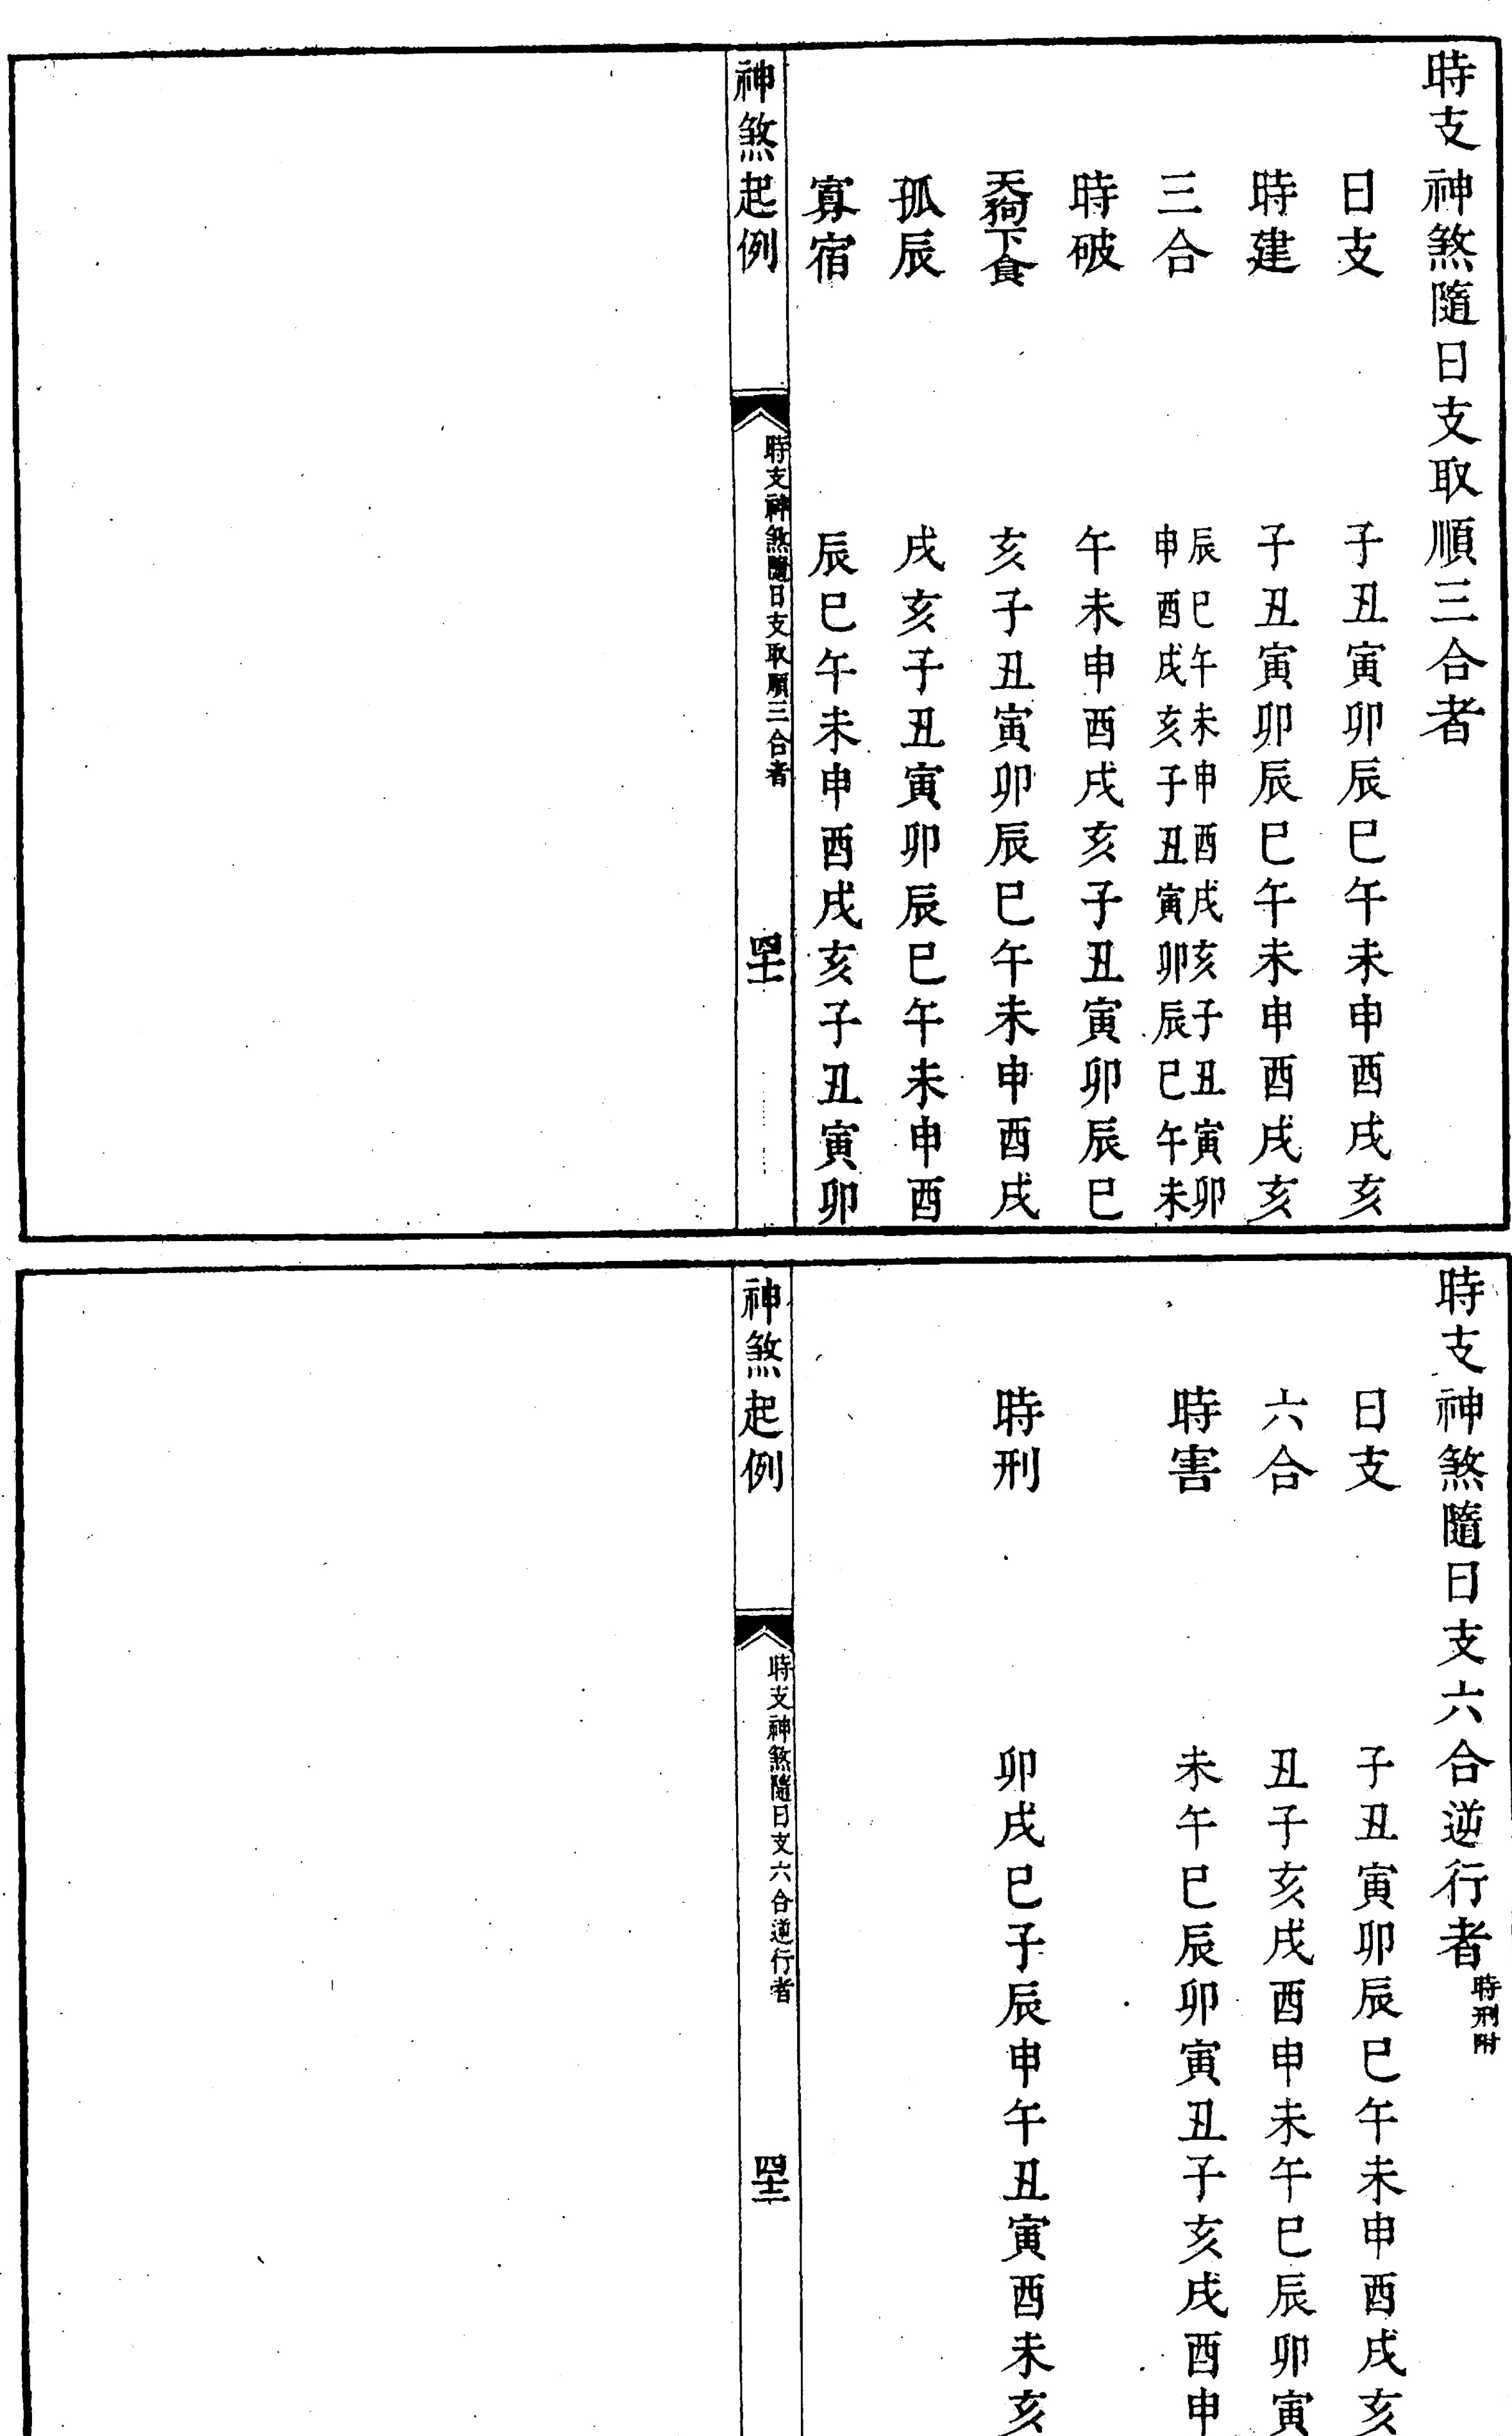 時支神煞隨日支取順三合者
日支 子丑寅卯辰巳午未申酉戌亥
時建 子丑寅卯辰巳午未申酉戌亥
三合 辰巳午未申酉戌亥子丑寅卯
申酉戌亥子丑寅卯辰巳午未
時破 午未申酉戌亥子丑寅卯辰巳
天狗下食 亥子丑寅卯辰巳午未申酉戌
孤辰 戌亥子丑寅卯辰巳午未申酉
寡宿 辰巳午未申酉戌亥子丑寅卯
神煞起例 時支神煞隨日支取順三合者 四十一
時支神煞隨日支六合逆行者 時刑附
日支 子丑寅卯辰巳午未申酉戌亥
六合 丑子亥戌酉申未午巳辰卯寅
時害 未午巳辰卯寅丑子亥戌酉申
時刑 卯戌巳子辰申午丑寅酉未亥
神煞起例 時支神煞隨日支六合逆行者 四十二